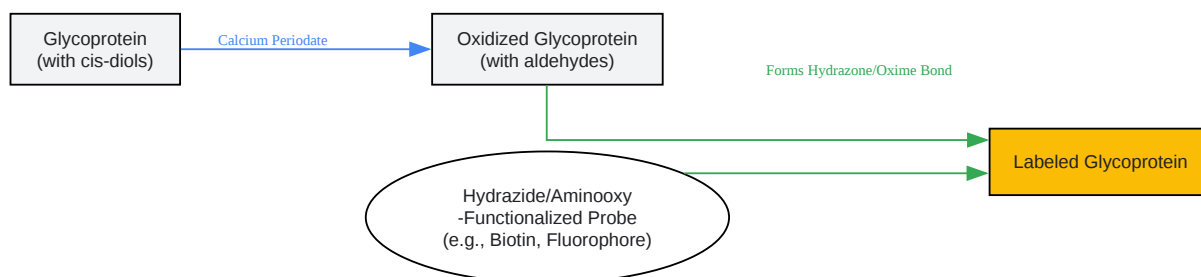 Glycoprotein
(with cis-diols)
Calcium Periodate
Oxidized Glycoprotein
(with aldehydes)
Forms Hydrazone/Oxime Bond
Labeled Glycoprotein
Hydrazide/Aminooxy
-Functionalized Probe
(e.g., Biotin, Fluorophore)